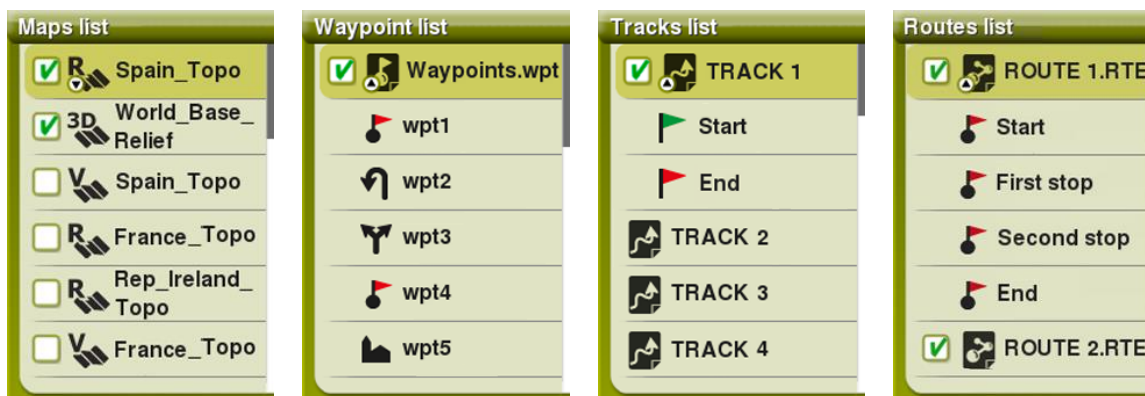 Maps list
R Spain_Topo
3D World_Base_
Relief
V Spain_Topo
R France_Topo
R Rep_Ireland_
Topo
V France_Topo
Waypoint list
Waypoints.wpt
wpt1
wpt2
wpt3
wpt4
wpt5
Tracks list
TRACK 1
Start
End
TRACK 2
TRACK 3
TRACK 4
Routes list
ROUTE 1.RTE
Start
First stop
Second stop
End
ROUTE 2.RTE